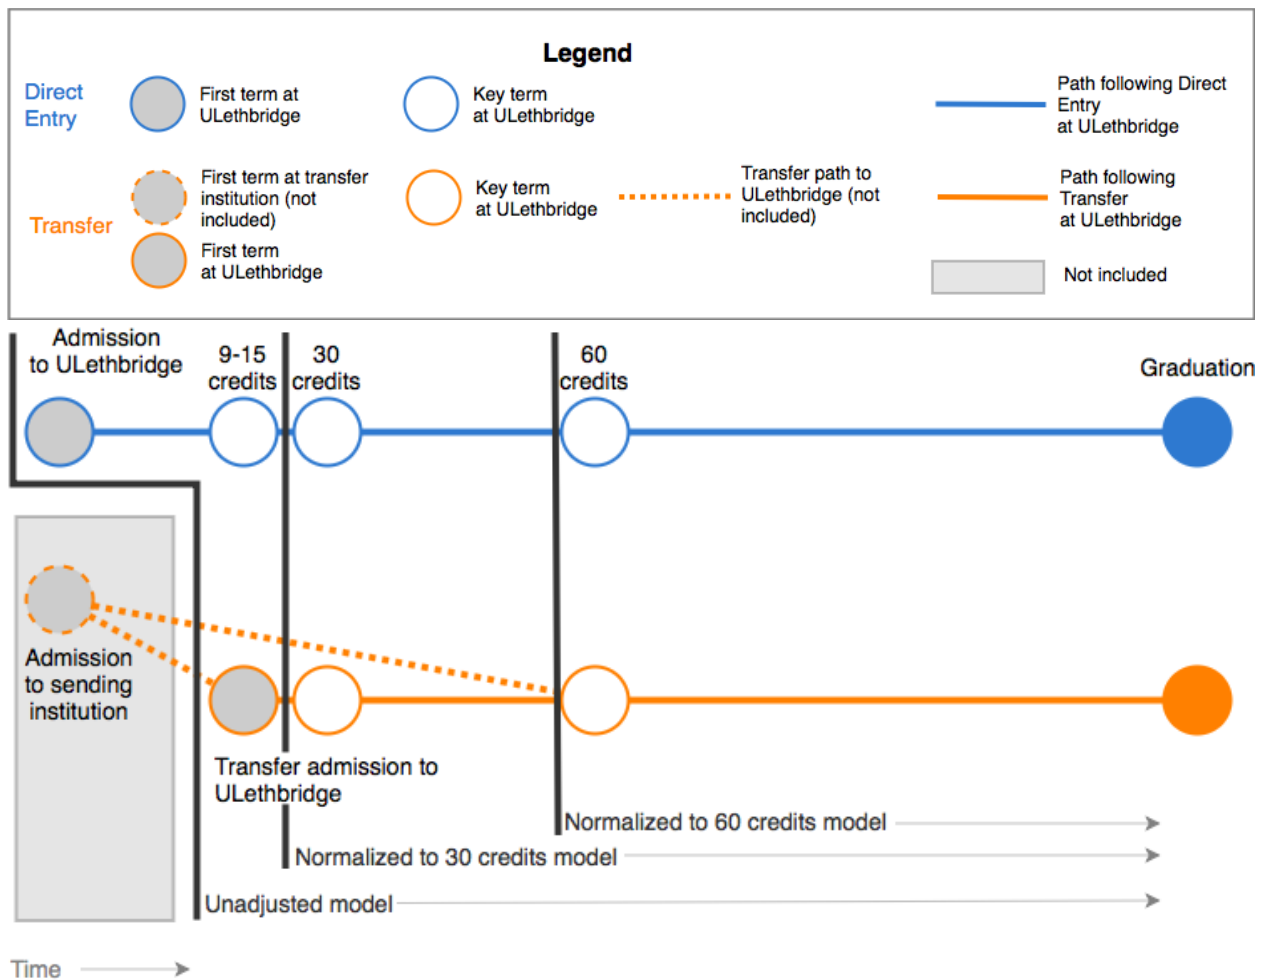 Legend
Direct
Entry
First term at
ULethbridge
Key term
at ULethbridge
Path following Direct
Entry
at ULethbridge
Transfer
First term at transfer
institution (not
included)
Key term
at ULethbridge
Transfer path to
ULethbridge (not
included)
Path following
Transfer
at ULethbridge
First term
at ULethbridge
Not included
Admission
to ULethbridge
9-15
credits
30
credits
60
credits
Graduation
Admission
to sending
institution
Transfer admission to
ULethbridge
Normalized to 60 credits model
Normalized to 30 credits model
Unadjusted model
Time